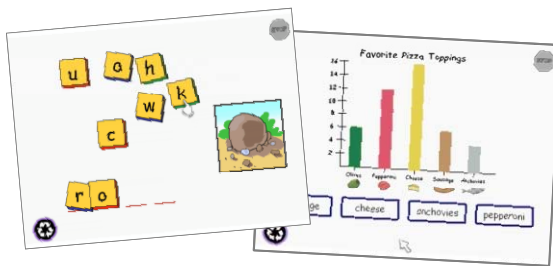 u a h
k
w
c
r o
Favorite Pizza Toppings
16
14
12
10
8
6
4
2
Olives Pepperoni Cheese Sausage Anchovies
ge cheese anchovies pepperoni